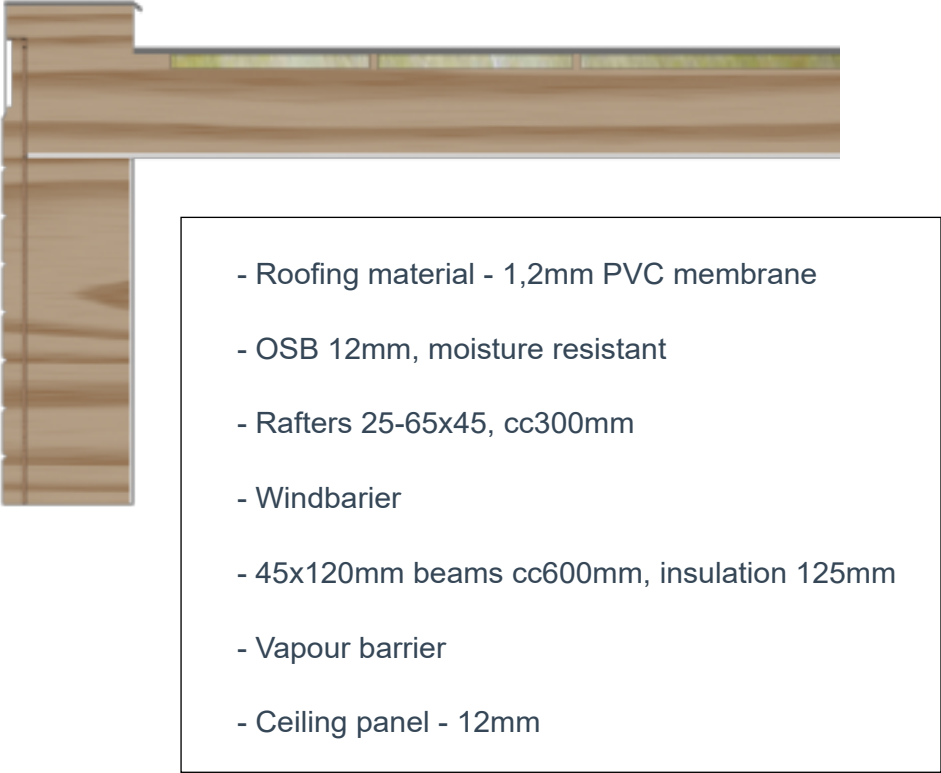 - Roofing material - 1,2mm PVC membrane
- OSB 12mm, moisture resistant
- Rafters 25-65x45, cc300mm
- Windbarier
- 45x120mm beams cc600mm, insulation 125mm
- Vapour barrier
- Ceiling panel - 12mm